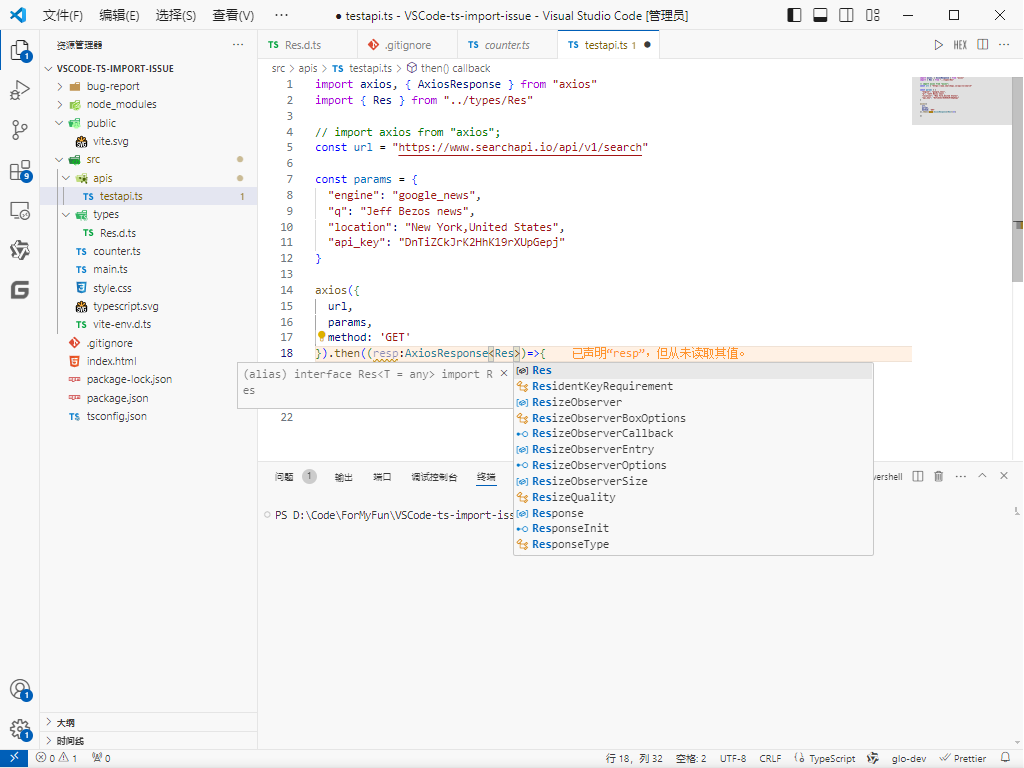 文件(F) 编辑(E) 选择(S) 查看(V) ··· ● testapi.ts - VSCode-ts-import-issue - Visual Studio Code [管理员]
资源管理器 ···
VSCODE-TS-IMPORT-ISSUE
bug-report
node_modules
public
vite.svg
src
apis
TS testapi.ts 1
types
TS Res.d.ts
TS counter.ts
TS main.ts
style.css
typescript.svg
TS vite-env.d.ts
.gitignore
index.html
package-lock.json
package.json
TS tsconfig.json
大纲
时间线
1
9
1
1
TS Res.d.ts .gitignore TS counter.ts TS testapi.ts 1 ● HEX ···
src > apis > TS testapi.ts > then() callback
1 import axios, { AxiosResponse } from "axios"
2 import { Res } from "../types/Res"
3
4 // import axios from "axios";
5 const url = "https://www.searchapi.io/api/v1/search"
6
7 const params = {
8 "engine": "google_news",
9 "q": "Jeff Bezos news",
10 "location": "New York,United States",
11 "api_key": "DnTiZCkJrK2HhK19rXUpGepj"
12 }
13
14 axios({
15 url,
16 params,
17 method: 'GET'
18 }).then((resp:AxiosResponse<Res>)=>{ 已声明“resp”，但从未读取其值。
(alias) interface Res<T = any> import R
es
22
Res
ResidentKeyRequirement
ResizeObserver
ResizeObserverBoxOptions
ResizeObserverCallback
ResizeObserverEntry
ResizeObserverOptions
ResizeObserverSize
ResizeQuality
Response
ResponseInit
ResponseType
问题 1 输出 端口 调试控制台 终端 ershell ···
PS D:\Code\ForMyFun\VSCode-ts-import-iss
0 1 0 行 18，列 32 空格: 2 UTF-8 CRLF {} TypeScript glo-dev Prettier